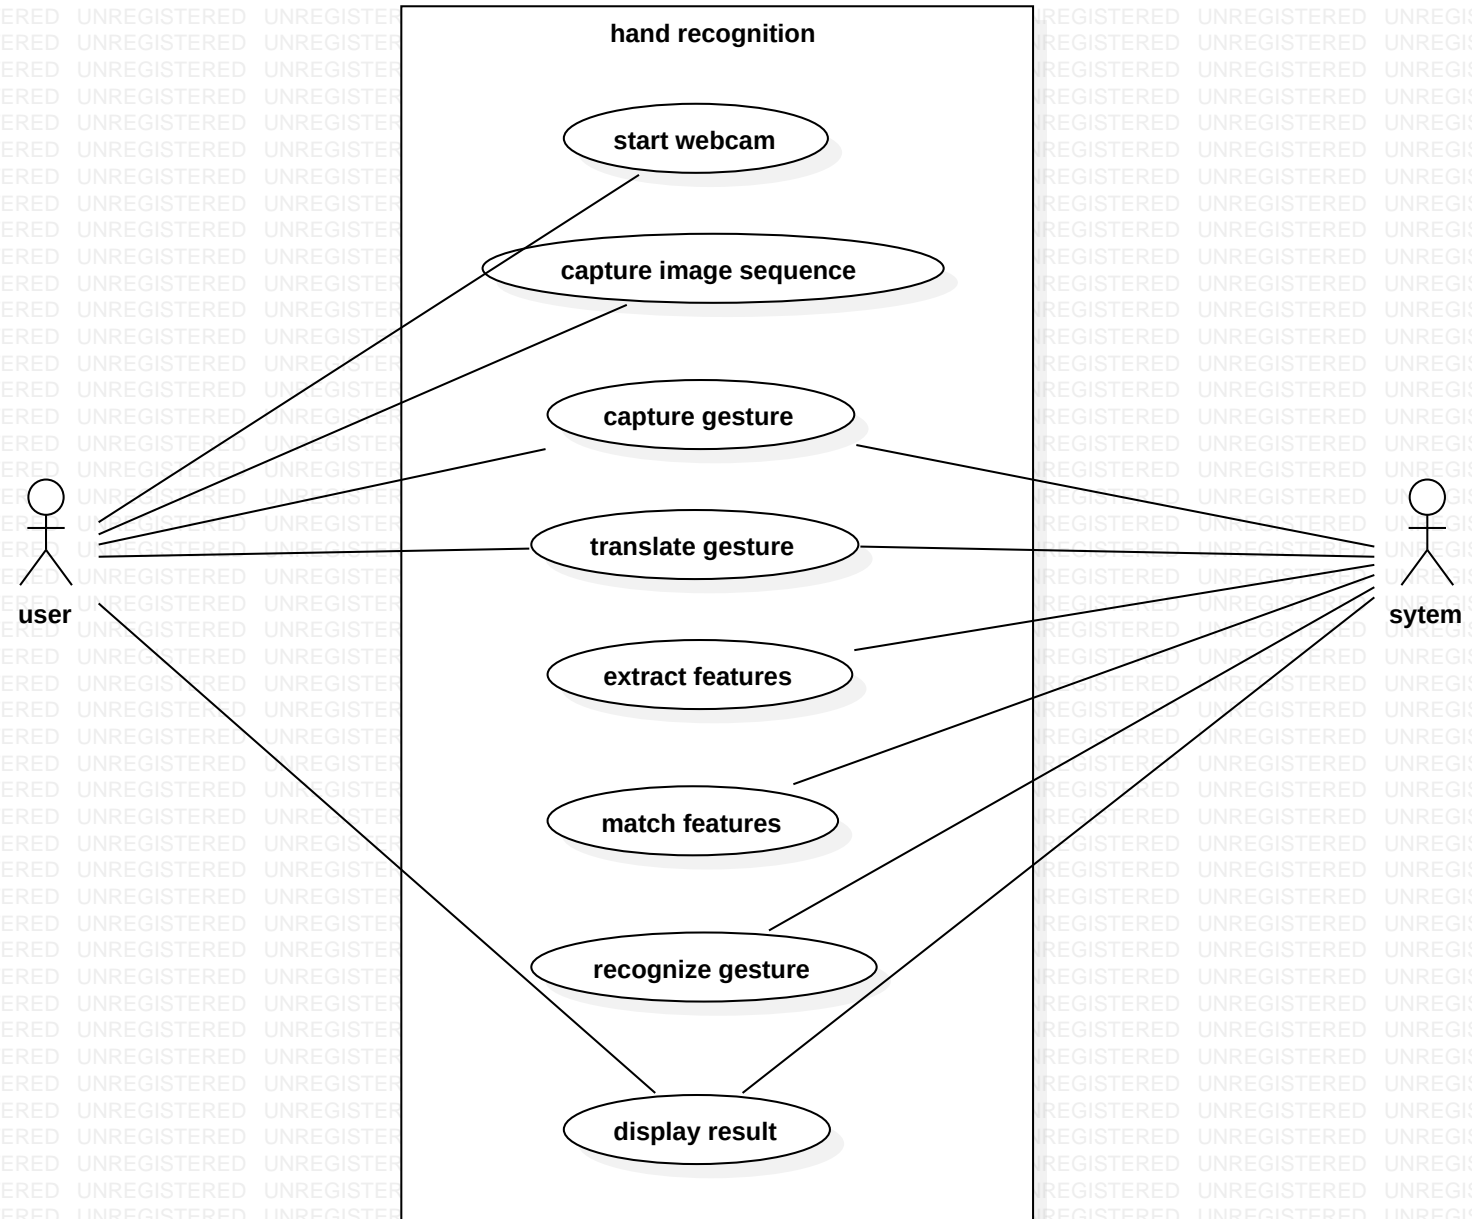 hand recognition
start webcam
capture image sequence
capture gesture
translate gesture
user
sytem
extract features
match features
recognize gesture
display result
UNREGISTERED